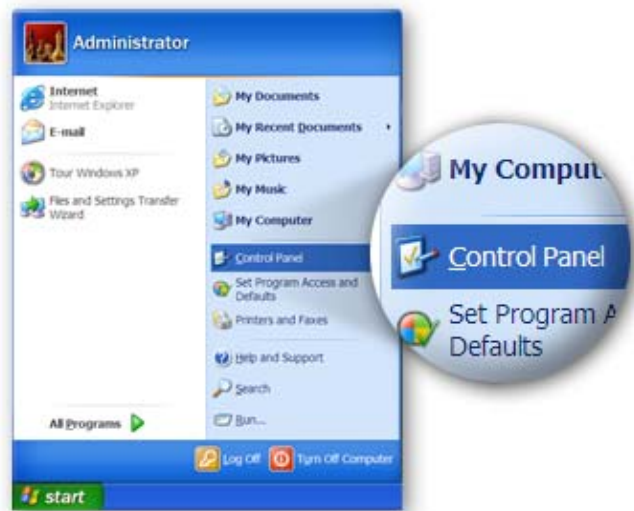 Administrator
Internet
Internet Explorer
E-mail
Tour Windows XP
Files and Settings Transfer
Wizard
All Programs
My Documents
My Recent Documents
My Pictures
My Music
My Computer
Control Panel
Set Program Access and
Defaults
Printers and Faxes
Help and Support
Search
Run...
Log Off
Turn Off Computer
start
My Comput
Control Panel
Set Program A
Defaults